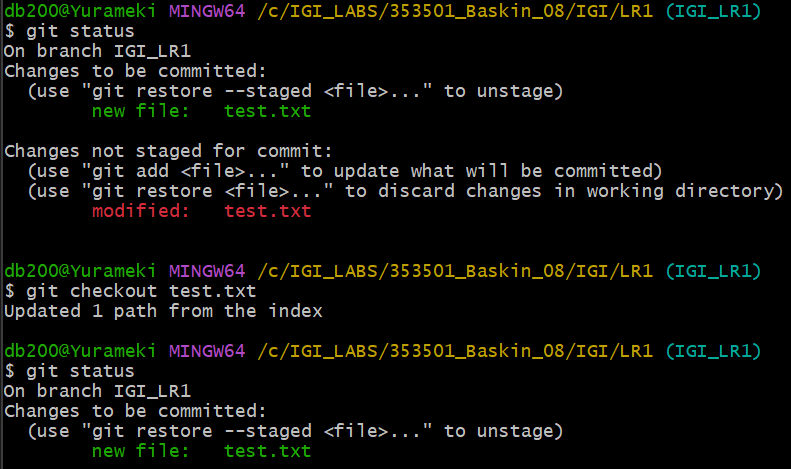 db200@Yurameki MINGW64 /c/IGI_LABS/353501_Baskin_08/IGI/LR1 (IGI_LR1)
$ git status
On branch IGI_LR1
Changes to be committed:
  (use "git restore --staged <file>..." to unstage)
        new file:   test.txt

Changes not staged for commit:
  (use "git add <file>..." to update what will be committed)
  (use "git restore <file>..." to discard changes in working directory)
        modified:   test.txt


db200@Yurameki MINGW64 /c/IGI_LABS/353501_Baskin_08/IGI/LR1 (IGI_LR1)
$ git checkout test.txt
Updated 1 path from the index

db200@Yurameki MINGW64 /c/IGI_LABS/353501_Baskin_08/IGI/LR1 (IGI_LR1)
$ git status
On branch IGI_LR1
Changes to be committed:
  (use "git restore --staged <file>..." to unstage)
        new file:   test.txt